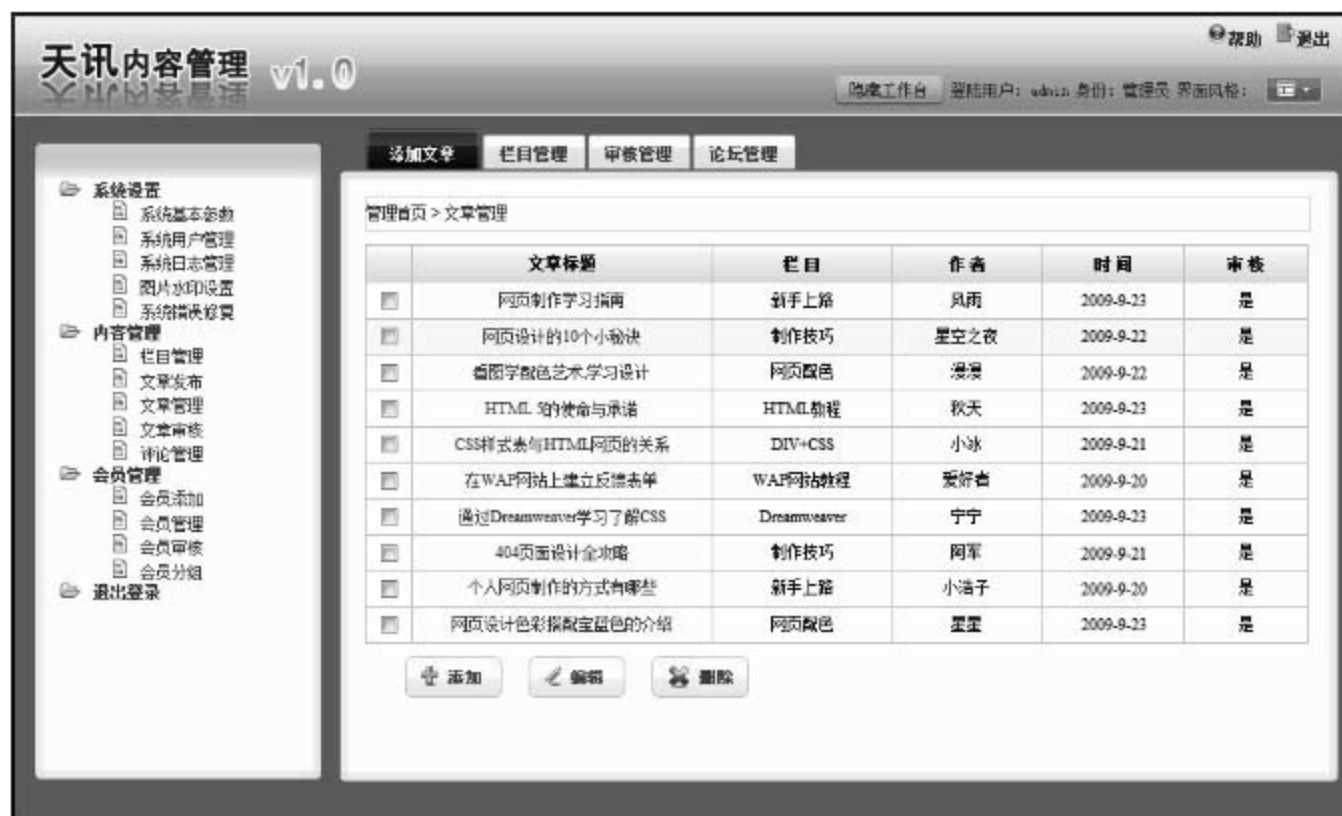 天讯内容管理 v1.0
帮助 退出
隐藏工作台 登陆用户：admin 身份：管理员 界面风格：
添加文章 栏目管理 审核管理 论坛管理
系统设置
系统基本参数
系统用户管理
系统日志管理
图片水印设置
系统错误修复
内容管理
栏目管理
文章发布
文章管理
文章审核
评论管理
会员管理
会员添加
会员管理
会员审核
会员分组
退出登录
管理首页 > 文章管理
文章标题 栏目 作者 时间 审核
网页制作学习指南 新手上路 风雨 2009-9-23 是
网页设计的10个小秘诀 制作技巧 星空之夜 2009-9-22 是
看图学配色艺术,学习设计 网页配色 漫漫 2009-9-22 是
HTML 5的使命与承诺 HTML教程 秋天 2009-9-23 是
CSS样式表与HTML网页的关系 DIV+CSS 小冰 2009-9-21 是
在WAP网站上建立反馈表单 WAP网站教程 爱好者 2009-9-20 是
通过Dreamweaver学习了解CSS Dreamweaver 宁宁 2009-9-23 是
404页面设计全攻略 制作技巧 阿军 2009-9-21 是
个人网页制作的方式有哪些 新手上路 小浩子 2009-9-20 是
网页设计色彩搭配宝蓝色的介绍 网页配色 星星 2009-9-23 是
添加 编辑 删除